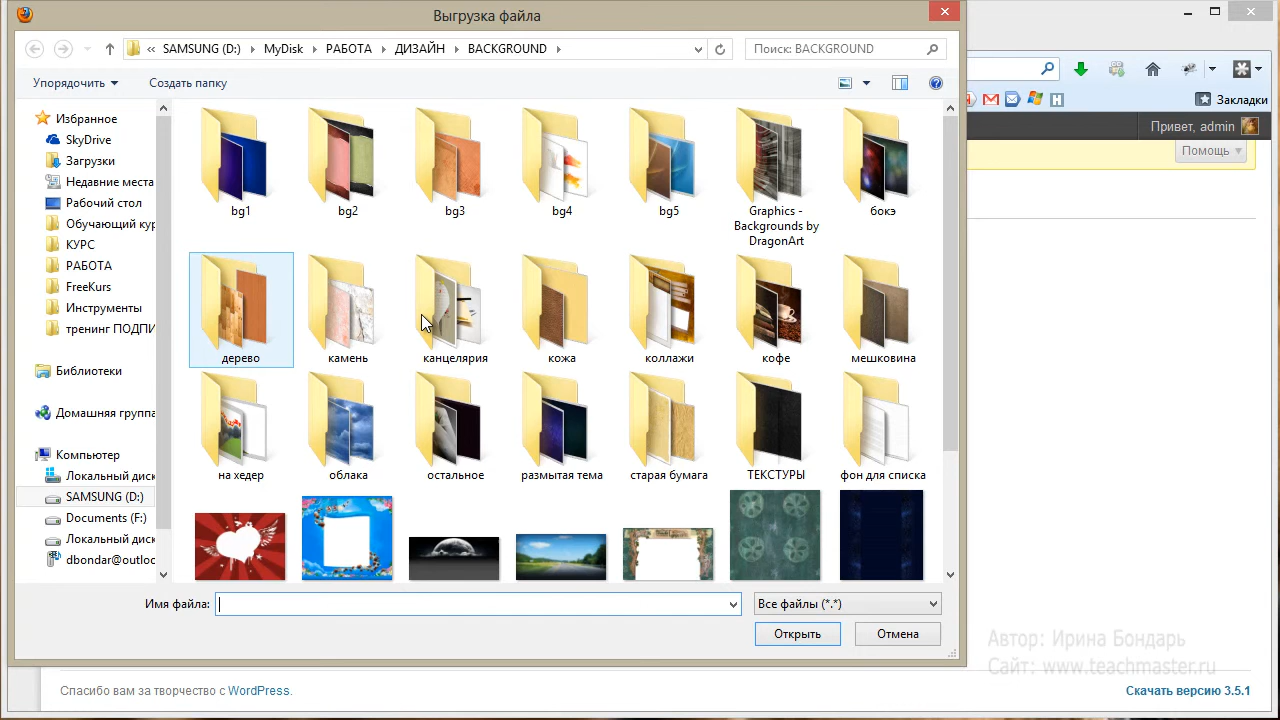 Выгрузка файла
« SAMSUNG (D:) MyDisk РАБОТА ДИЗАЙН BACKGROUND
Поиск: BACKGROUND
Упорядочить
Создать папку
Закладки
Привет, admin
Помощь
Избранное
SkyDrive
Загрузки
Недавние места
Рабочий стол
Обучающий кур
КУРС
РАБОТА
FreeKurs
Инструменты
тренинг ПОДПИ
Библиотеки
Домашняя группа
Компьютер
Локальный диск
SAMSUNG (D:)
Documents (F:)
Локальный диск
dbondar@outloc
bg1
bg2
bg3
bg4
bg5
Graphics -
Backgrounds by
DragonArt
бокэ
дерево
камень
канцелярия
кожа
коллажи
кофе
мешковина
на хедер
облака
остальное
размытая тема
старая бумага
ТЕКСТУРЫ
фон для списка
Имя файла:
Все файлы (*.*)
Открыть
Отмена
Автор: Ирина Бондарь
Сайт: www.teachmaster.ru
Спасибо вам за творчество с WordPress.
Скачать версию 3.5.1